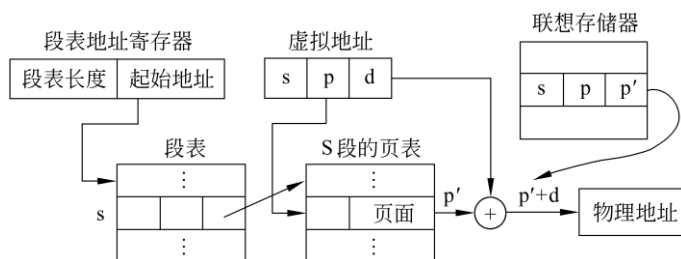 段表地址寄存器
段表长度 起始地址
虚拟地址
s p d
联想存储器
s p p′
段表
⋮
s
⋮
S段的页表
⋮
页面
⋮
p′
+
p′+d
物理地址